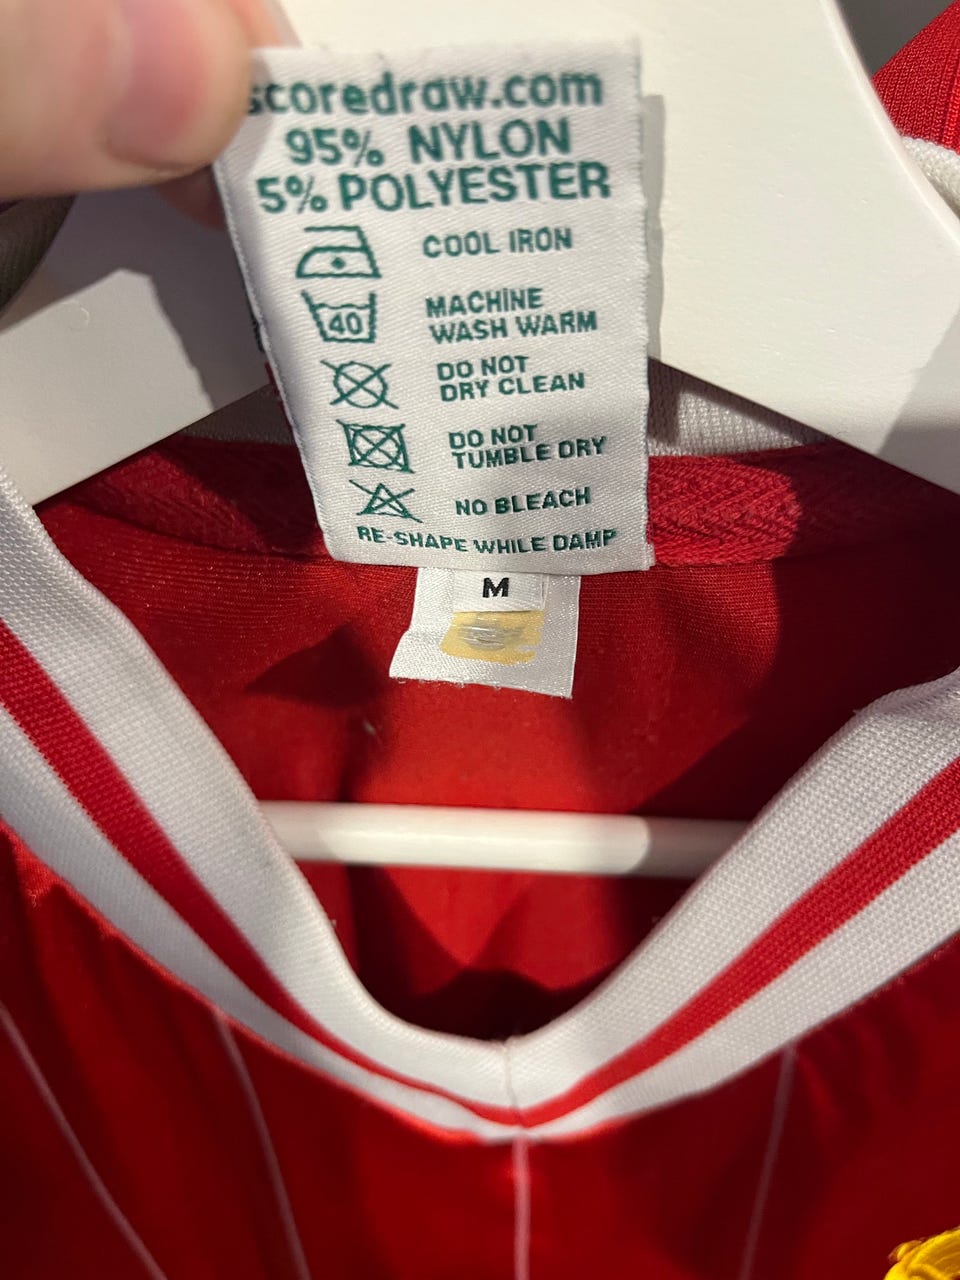 scoredraw.com
95% NYLON
5% POLYESTER
COOL IRON
40
MACHINE
WASH WARM
DO NOT
DRY CLEAN
DO NOT
TUMBLE DRY
NO BLEACH
RE-SHAPE WHILE DAMP
M